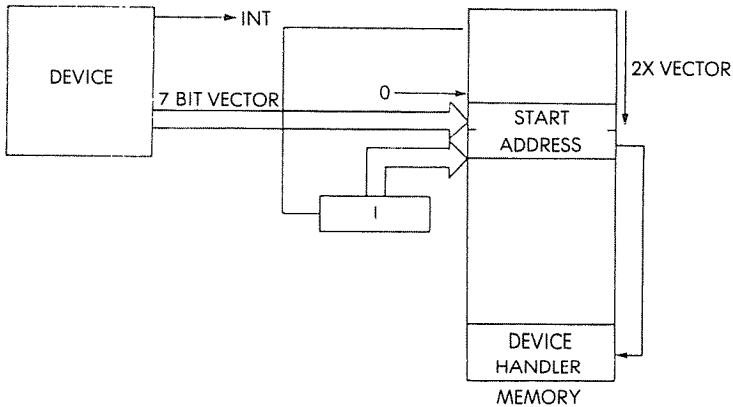 INT
DEVICE
2X VECTOR
7 BIT VECTOR
0
START
ADDRESS
I
DEVICE
HANDLER
MEMORY